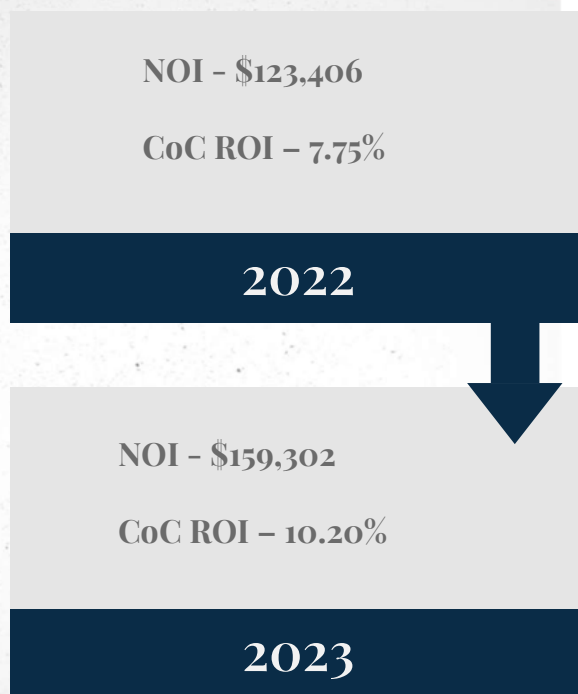 NOI - $123,406
CoC ROI – 7.75%
2022
NOI - $159,302
CoC ROI – 10.20%
2023